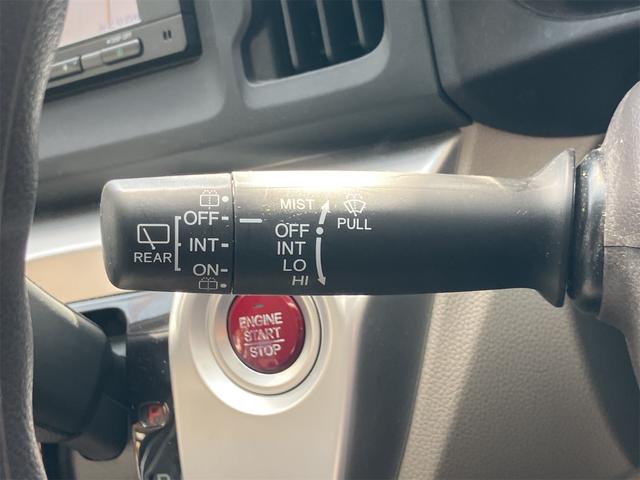 OFF
INT
REAR
ON
MIST
PULL
OFF
INT
LO
HI
ENGINE
START
STOP
P